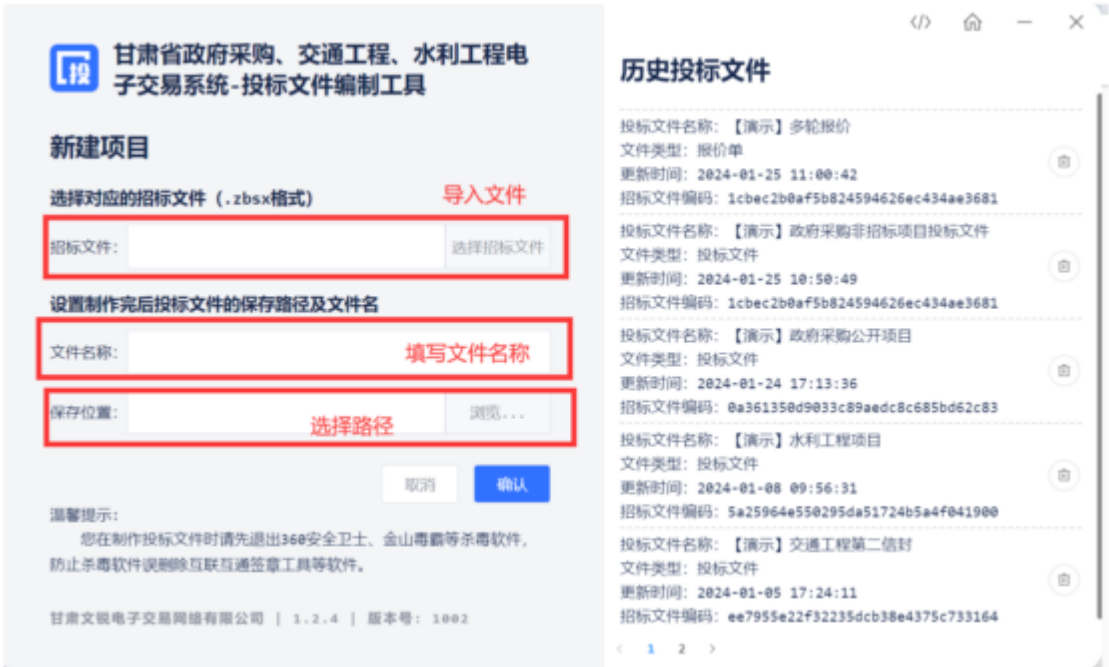 投
甘肃省政府采购、交通工程、水利工程电
子交易系统-投标文件编制工具
新建项目
选择对应的招标文件（.zbsx格式）
导入文件
招标文件：
选择招标文件
设置制作完后投标文件的保存路径及文件名
文件名称：
填写文件名称
保存位置：
浏览...
选择路径
取消
确认
温馨提示：
您在制作投标文件时请先退出360安全卫士、金山毒霸等杀毒软件，
防止杀毒软件误删除互联互通签章工具等软件。
甘肃文锐电子交易网络有限公司 | 1.2.4 | 版本号: 1002
历史投标文件
投标文件名称：【演示】多轮报价
文件类型：报价单
更新时间：2024-01-25 11:00:42
招标文件编码：1cbec2b0af5b824594626ec434ae3681
投标文件名称：【演示】政府采购非招标项目投标文件
文件类型：投标文件
更新时间：2024-01-25 10:50:49
招标文件编码：1cbec2b0af5b824594626ec434ae3681
投标文件名称：【演示】政府采购公开项目
文件类型：投标文件
更新时间：2024-01-24 17:13:36
招标文件编码：0a361350d9033c89aedc8c685bd62c83
投标文件名称：【演示】水利工程项目
文件类型：投标文件
更新时间：2024-01-08 09:56:31
招标文件编码：5a25964e550295da51724b5a4f041900
投标文件名称：【演示】交通工程第二信封
文件类型：投标文件
更新时间：2024-01-05 17:24:11
招标文件编码：ee7955e22f32235dcb38e4375c733164
< 1 2 >